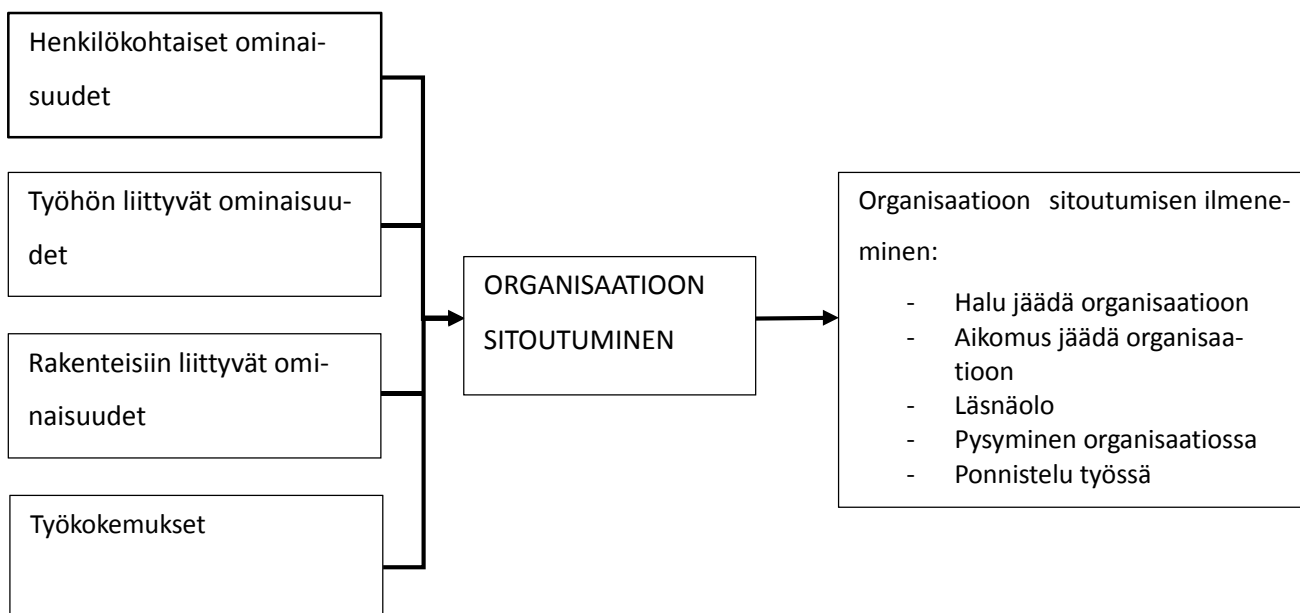 Henkilökohtaiset ominai-
suudet
Työhön liittyvät ominaisuu-
det
Rakenteisiin liittyvät omi-
naisuudet
Työkokemukset
ORGANISAATIOON
SITOUTUMINEN
Organisaatioon sitoutumisen ilmene-
minen:
- Halu jäädä organisaatioon
- Aikomus jäädä organisaa-
tioon
- Läsnäolo
- Pysyminen organisaatiossa
- Ponnistelu työssä